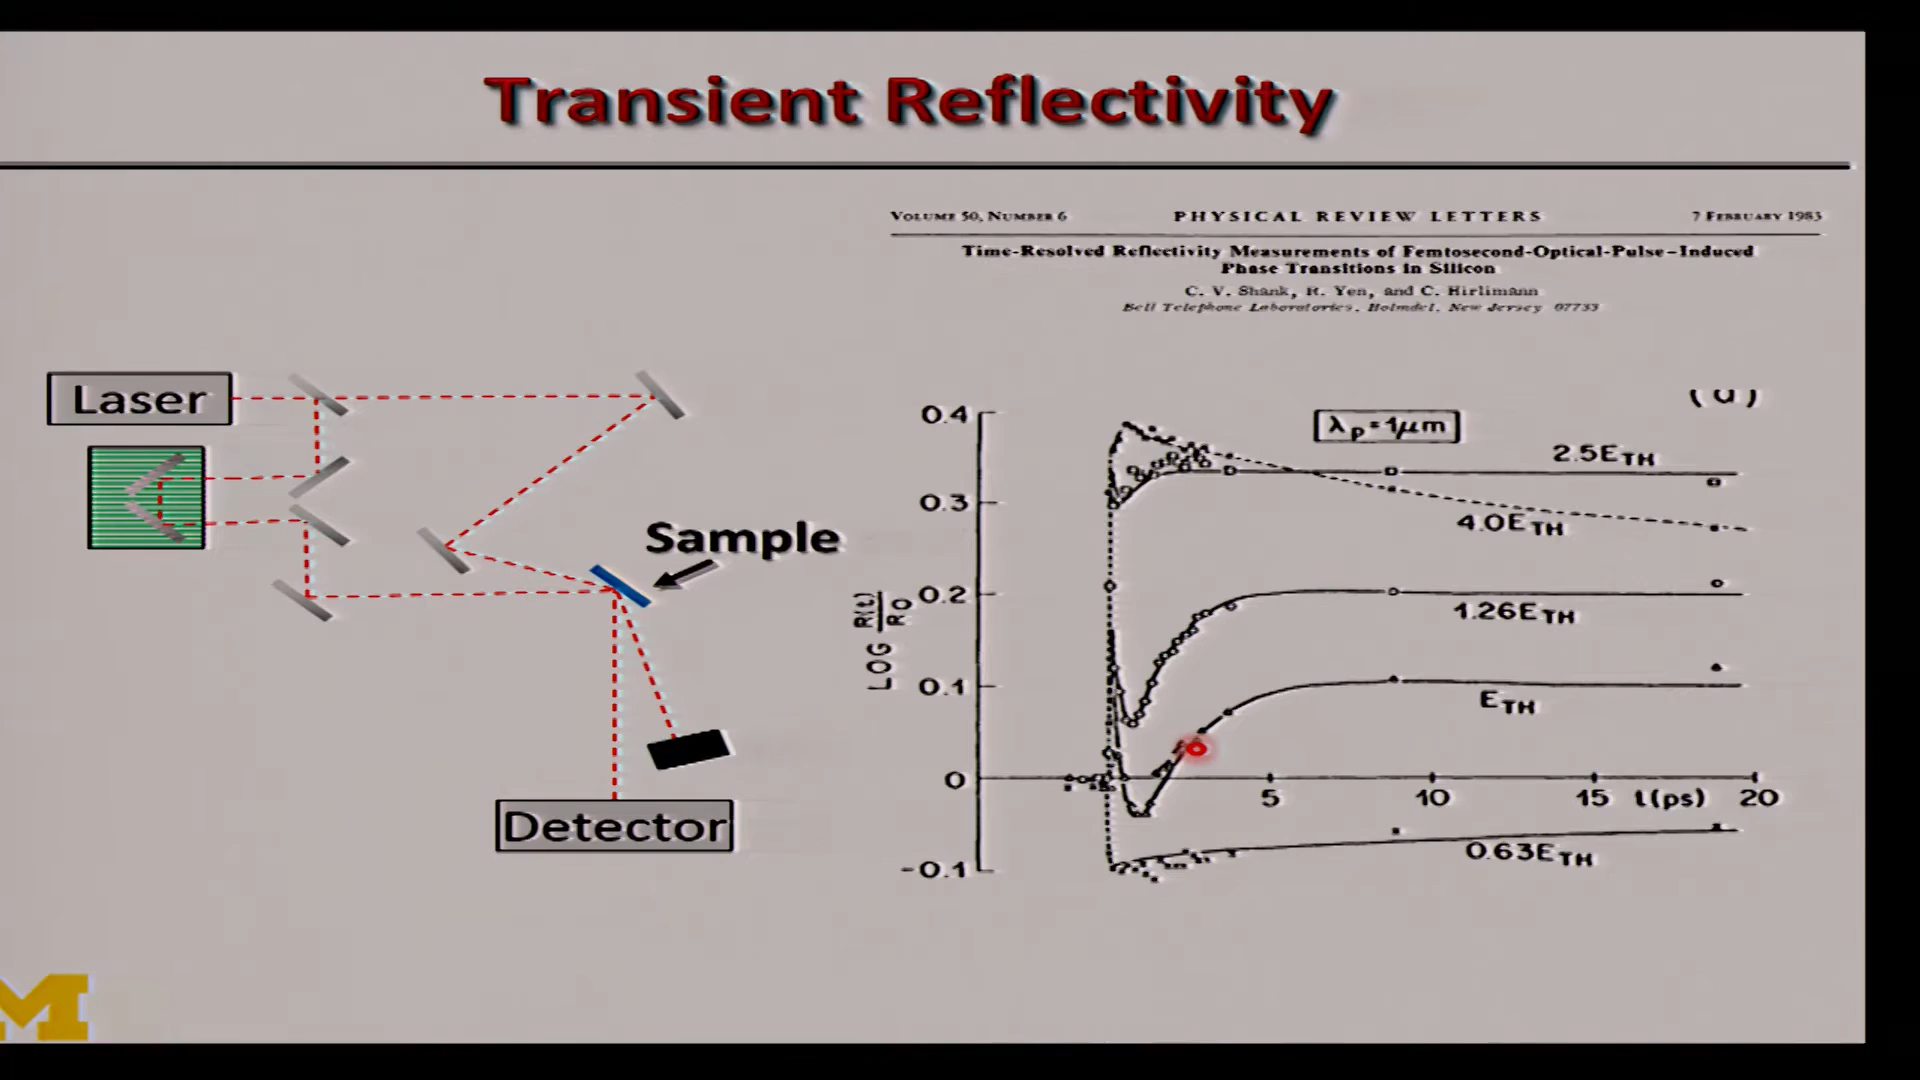 Transient Reflectivity
VOLUME 50, NUMBER 6 PHYSICAL REVIEW LETTERS 7 FEBRUARY 1983
Time-Resolved Reflectivity Measurements of Femtosecond-Optical-Pulse-Induced
Phase Transitions in Silicon
C. V. Shank, R. Yen, and C. Hirlimann
Bell Telephone Laboratories, Holmdel, New Jersey 07733
Laser
Sample
Detector
λp=1μm
LOG R(t)/R0
0.4
0.3
0.2
0.1
0
-0.1
5 10 15 t(ps) 20
2.5ETH
4.0ETH
1.26ETH
ETH
0.63ETH
M